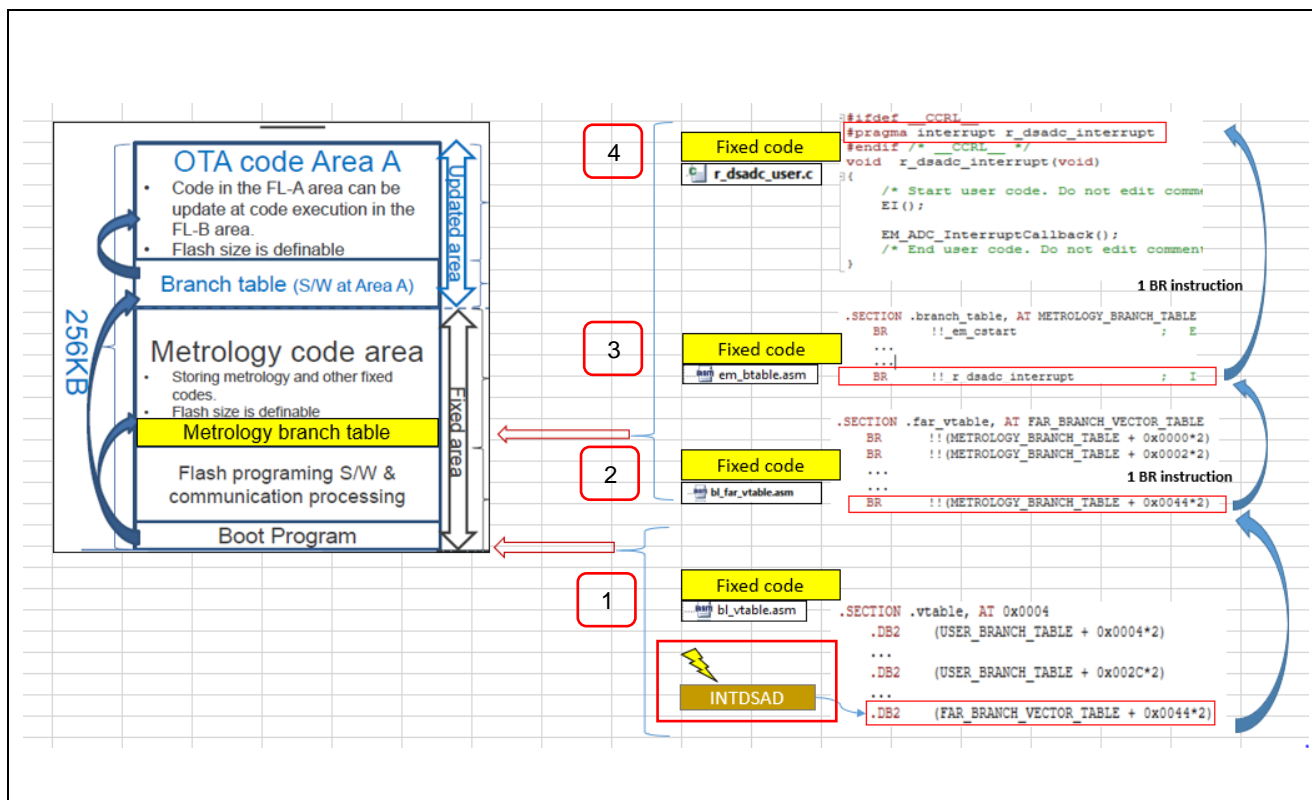 OTA code Area A
• Code in the FL-A area can be
update at code execution in the
FL-B area.
• Flash size is definable
Branch table (S/W at Area A)
Updated area
256KB
Metrology code area
• Storing metrology and other fixed
codes.
• Flash size is definable
Metrology branch table
Flash programing S/W &
communication processing
Boot Program
Fixed area
4
Fixed code
r_dsadc_user.c
#ifdef __CCRL__
#pragma interrupt r_dsadc_interrupt
#endif /* __CCRL__ */
void r_dsadc_interrupt(void)
{
/* Start user code. Do not edit comme
EI();
EM_ADC_InterruptCallback();
/* End user code. Do not edit comment
}
1 BR instruction
3
Fixed code
em_btable.asm
.SECTION .branch_table, AT METROLOGY_BRANCH_TABLE
BR !!_em_cstart ; E
...
...
BR !!_r_dsadc_interrupt ; I
2
Fixed code
bl_far_vtable.asm
.SECTION .far_vtable, AT FAR_BRANCH_VECTOR_TABLE
BR !!(METROLOGY_BRANCH_TABLE + 0x0000*2)
BR !!(METROLOGY_BRANCH_TABLE + 0x0002*2)
...
...
BR !!(METROLOGY_BRANCH_TABLE + 0x0044*2)
1 BR instruction
1
Fixed code
bl_vtable.asm
INTDSAD
.SECTION .vtable, AT 0x0004
.DB2 (USER_BRANCH_TABLE + 0x0004*2)
...
.DB2 (USER_BRANCH_TABLE + 0x002C*2)
...
.DB2 (FAR_BRANCH_VECTOR_TABLE + 0x0044*2)